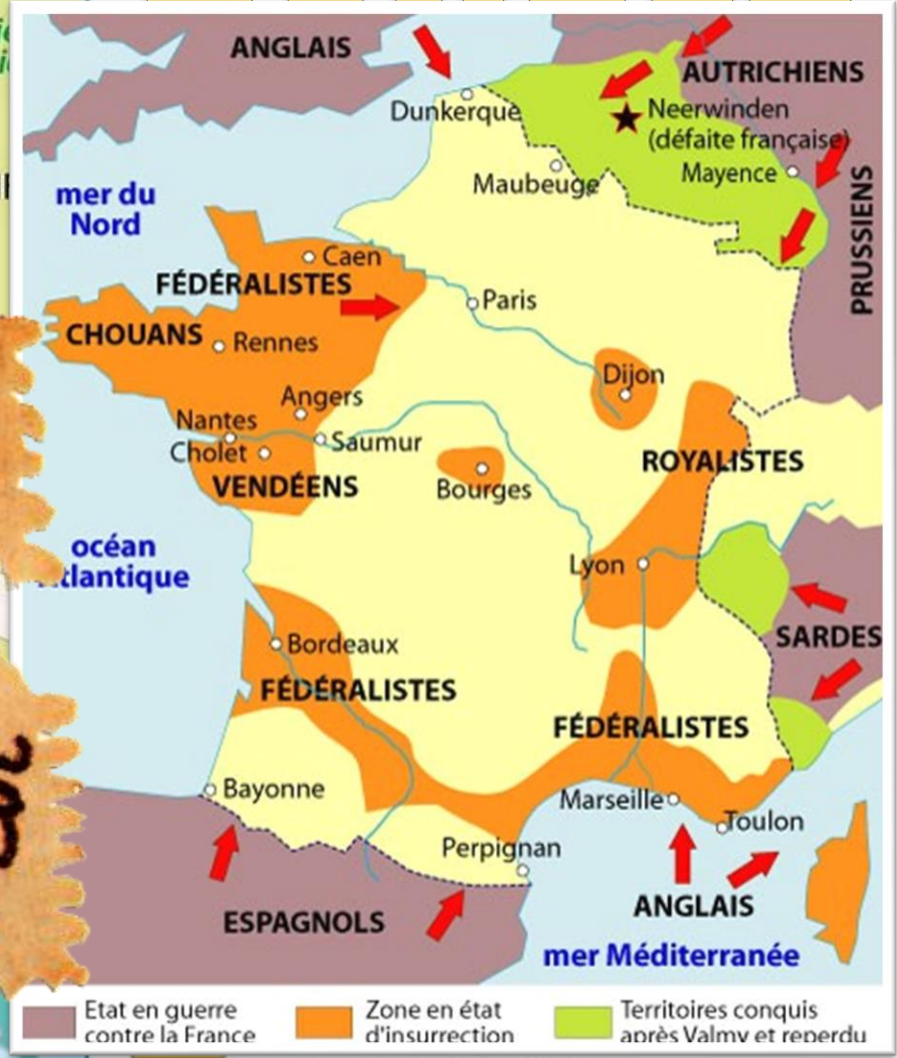 ANGLAIS
AUTRICHIENS
Dunkerque
Neerwinden
(défaite française)
Maubeuge
Mayence
PRUSSIENS
mer du
Nord
Caen
FÉDÉRALISTES
Paris
CHOUANS
Rennes
Dijon
Angers
Nantes
Saumur
Cholet
ROYALISTES
VENDÉENS
Bourges
océan
tlantique
Lyon
SARDES
Bordeaux
FÉDÉRALISTES
FÉDÉRALISTES
Bayonne
Marseille
Toulon
Perpignan
ANGLAIS
ESPAGNOLS
mer Méditerranée
Etat en guerre
contre la France
Zone en état
d'insurrection
Territoires conquis
après Valmy et reperdu